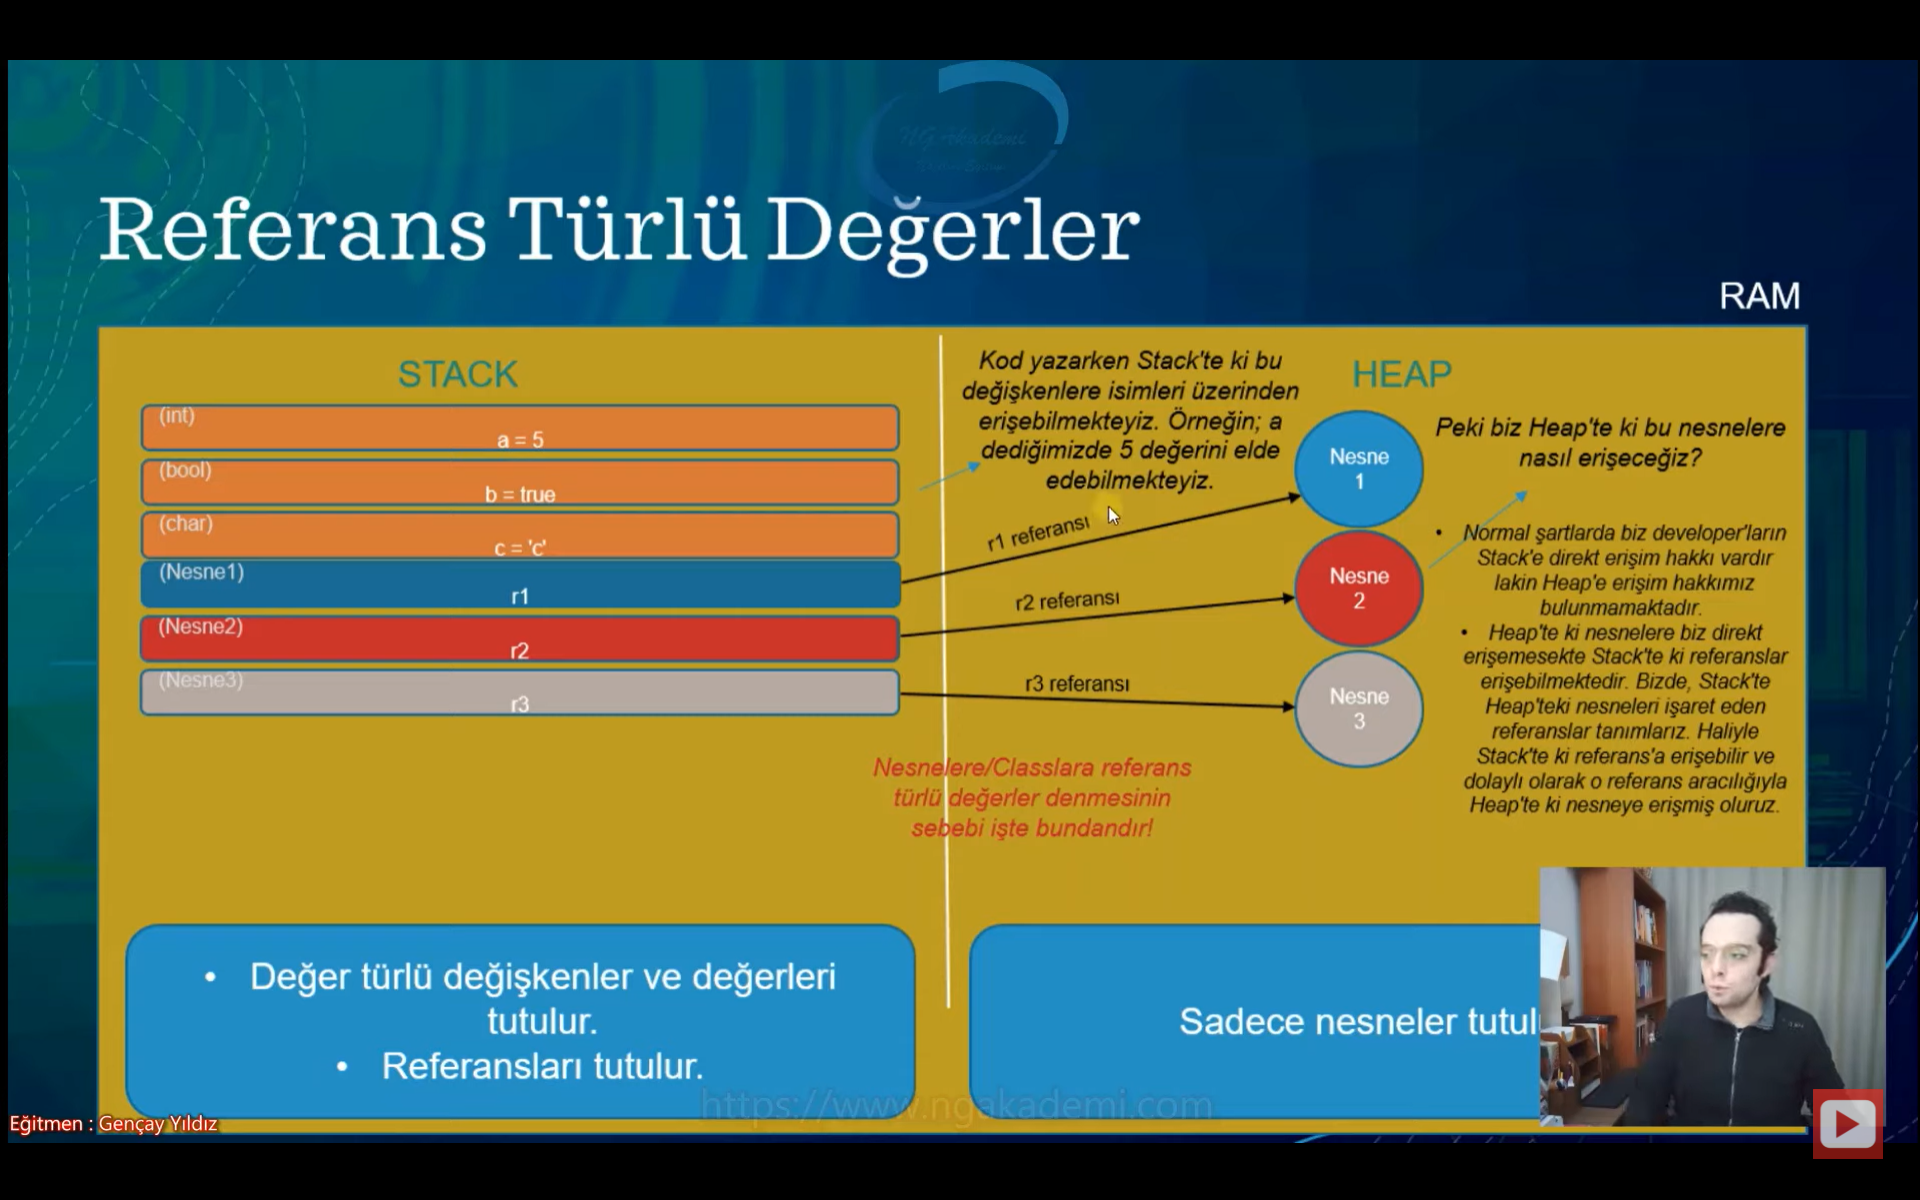 NG Akademi
Referans Türlü Değerler
RAM
STACK
(int)
a = 5
(bool)
b = true
(char)
c = 'c'
(Nesne1)
r1
(Nesne2)
r2
(Nesne3)
r3
Kod yazarken Stack'te ki bu
değişkenlere isimleri üzerinden
erişebilmekteyiz. Örneğin; a
dediğimizde 5 değerini elde
edebilmekteyiz.
r1 referansı
r2 referansı
r3 referansı
Nesnelere/Classlara referans
türlü değerler denmesinin
sebebi işte bundandır!
HEAP
Nesne
1
Nesne
2
Nesne
3
Peki biz Heap'te ki bu nesnelere
nasıl erişeceğiz?
• Normal şartlarda biz developer'ların
Stack'e direkt erişim hakkı vardır
lakin Heap'e erişim hakkımız
bulunmamaktadır.
• Heap'te ki nesnelere biz direkt
erişemesekte Stack'te ki referanslar
erişebilmektedir. Bizde, Stack'te
Heap'teki nesneleri işaret eden
referanslar tanımlarız. Haliyle
Stack'te ki referans'a erişebilir ve
dolaylı olarak o referans aracılığıyla
Heap'te ki nesneye erişmiş oluruz.
• Değer türlü değişkenler ve değerleri
tutulur.
• Referansları tutulur.
Sadece nesneler tutul
https://www.ngakademi.com
Eğitmen : Gençay Yıldız